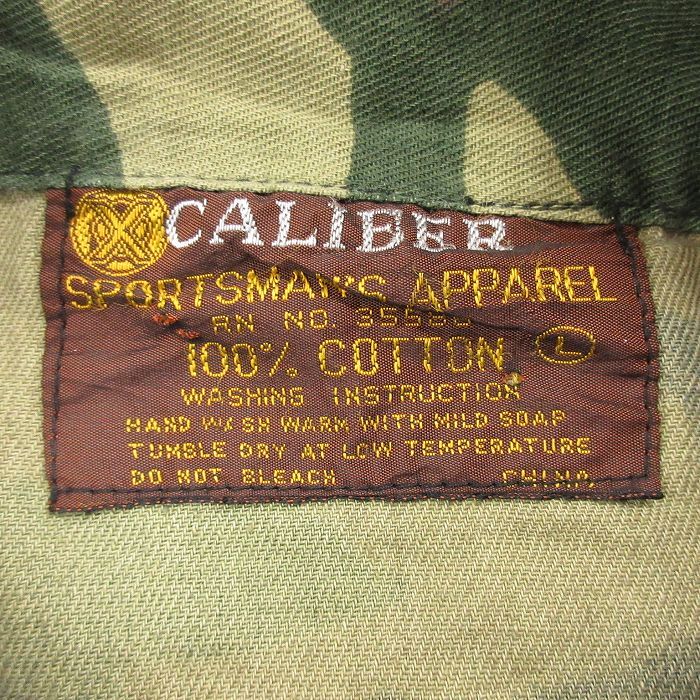 X CALIBER
SPORTSMAN'S APPAREL
RN NO.
100% COTTON L
WASHING INSTRUCTION
HAND WASH WARM WITH MILD SOAP
TUMBLE DRY AT LOW TEMPERATURE
DO NOT BLEACH CHINA